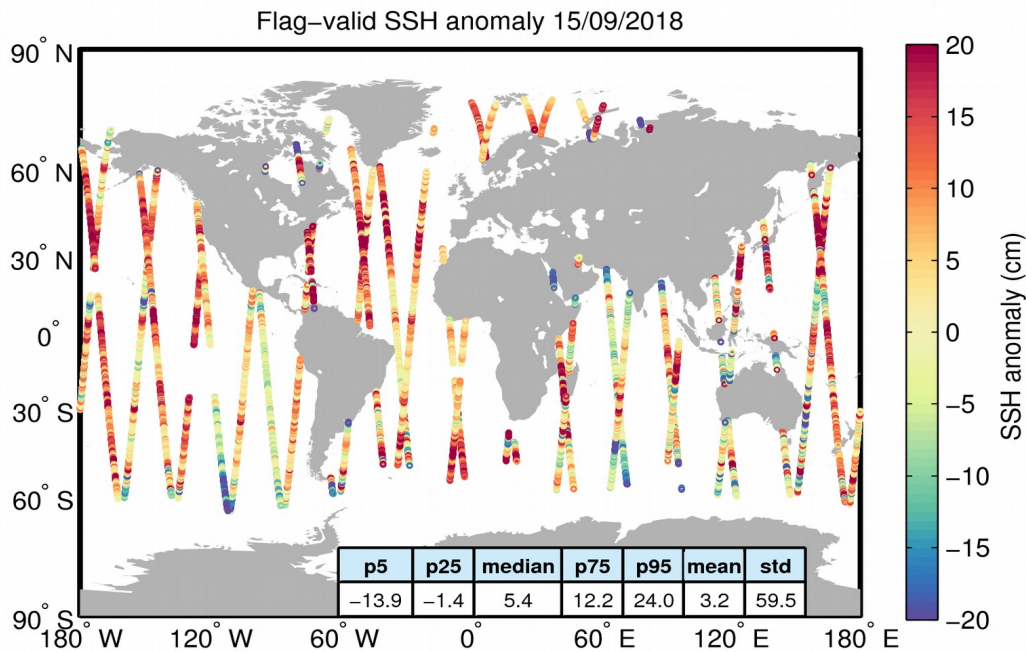 Flag−valid SSH anomaly 15/09/2018
90° N
60° N
30° N
0°
30° S
60° S
90° S
180° W
120° W
60° W
0°
60° E
120° E
180° E
p5 p25 median p75 p95 mean std
−13.9 −1.4 5.4 12.2 24.0 3.2 59.5
20
15
10
5
0
−5
−10
−15
−20
SSH anomaly (cm)